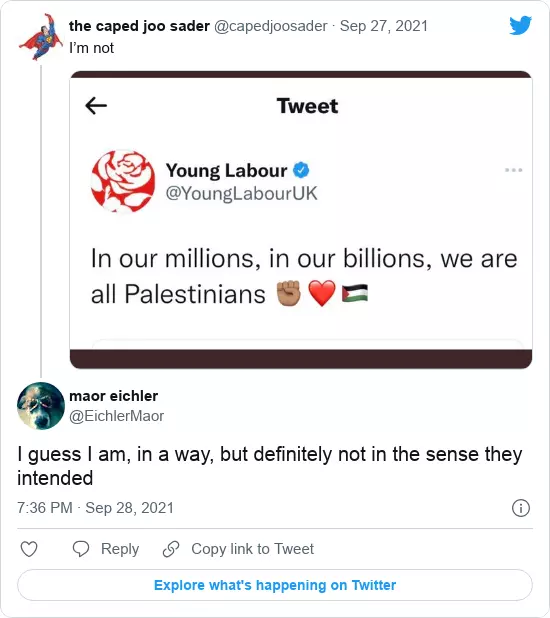 the caped joo sader @capedjoosader · Sep 27, 2021
I'm not
Tweet
Young Labour
@YoungLabourUK
In our millions, in our billions, we are
all Palestinians ✊🏾❤️🇵🇸
maor eichler
@EichlerMaor
I guess I am, in a way, but definitely not in the sense they
intended
7:36 PM · Sep 28, 2021
Reply
Copy link to Tweet
Explore what's happening on Twitter